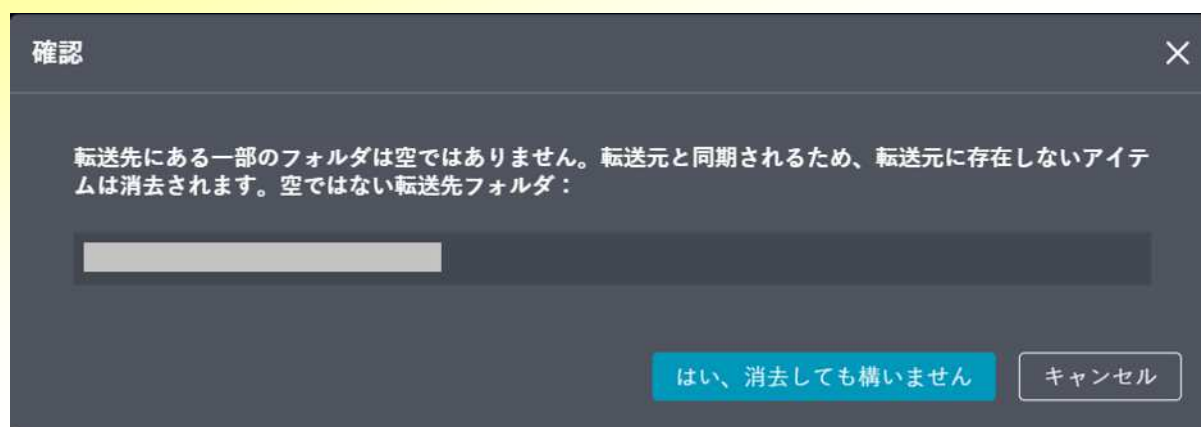 確認
転送先にある一部のフォルダは空ではありません。転送元と同期されるため、転送元に存在しないアイテ
ムは消去されます。空ではない転送先フォルダ：
はい、消去しても構いません
キャンセル